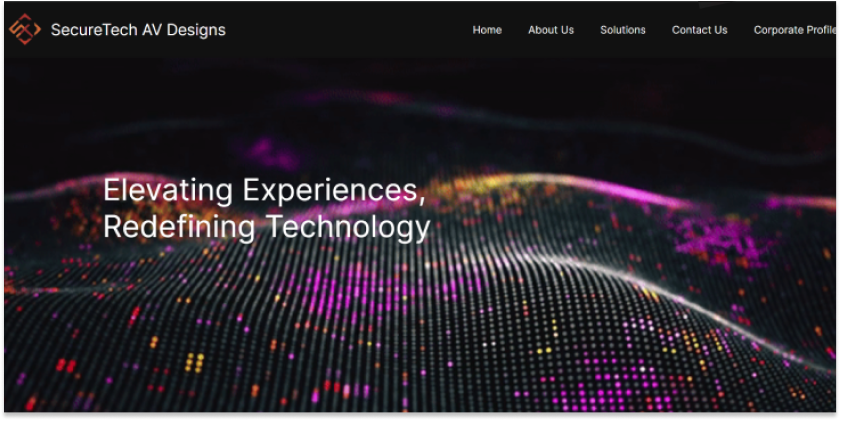 SecureTech AV Designs
Home About Us Solutions Contact Us Corporate Profile
Elevating Experiences,
Redefining Technology